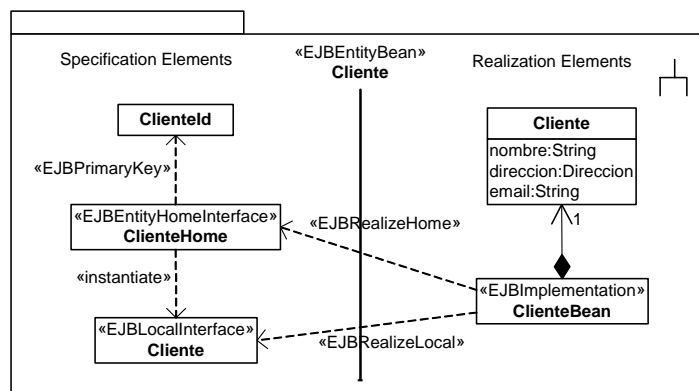 Specification Elements
«EJBEntityBean»
Cliente
Realization Elements
ClienteId
Cliente
nombre:String
direccion:Direccion
email:String
«EJBPrimaryKey»
«EJBEntityHomeInterface»
ClienteHome
«EJBRealizeHome»
1
«instantiate»
«EJBImplementation»
ClienteBean
«EJBLocalInterface»
Cliente
«EJBRealizeLocal»